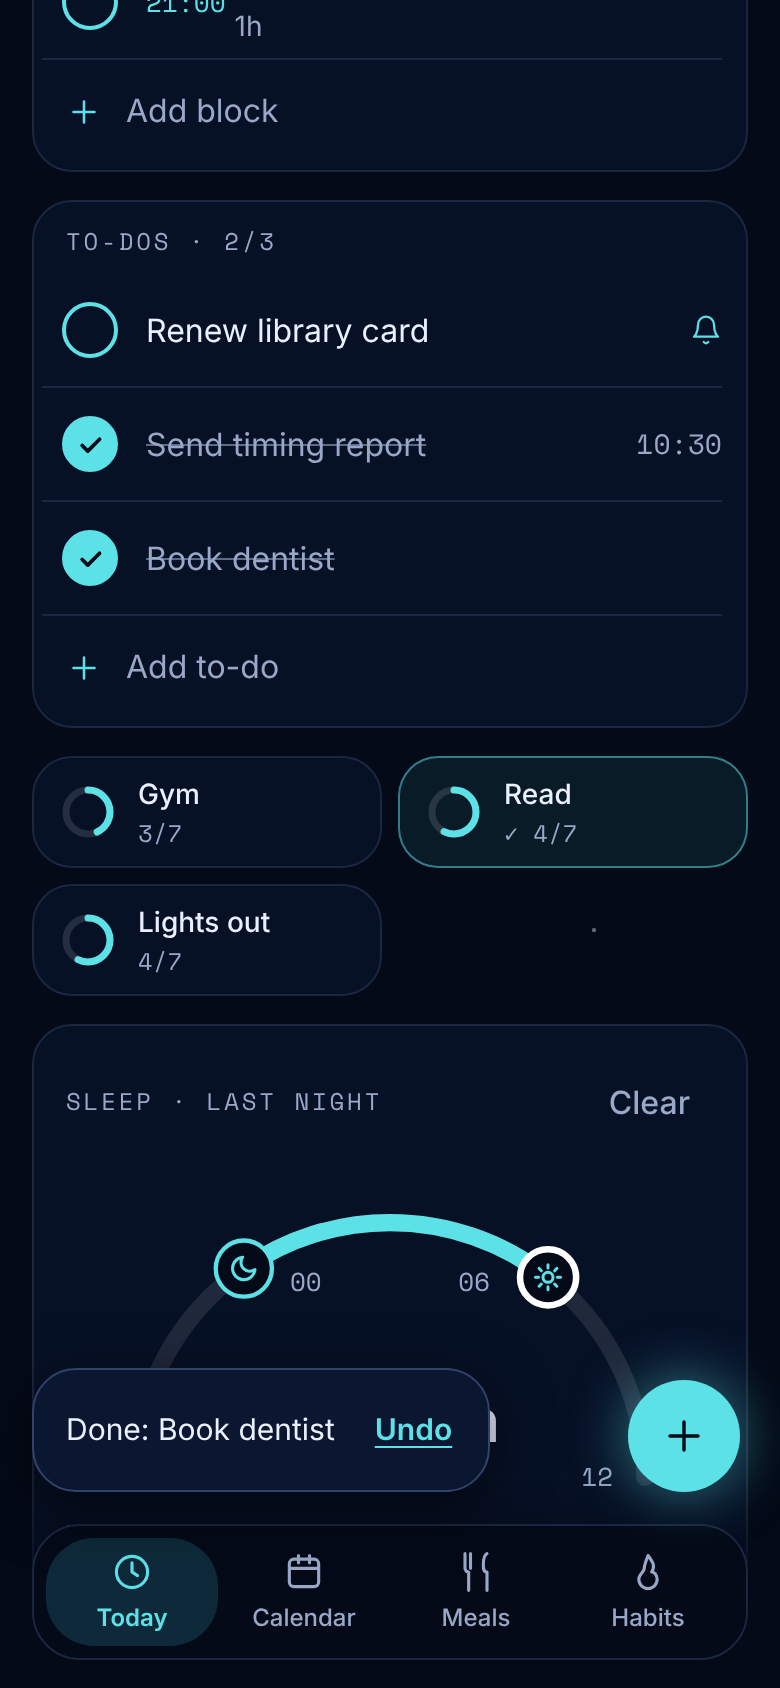 21:00
1h
Add block
TO-DOS · 2/3
Renew library card
Send timing report 10:30
Book dentist
Add to-do
Gym
3/7
Read
✓ 4/7
Lights out
4/7
SLEEP · LAST NIGHT Clear
00 06
Done: Book dentist Undo
12
Today Calendar Meals Habits